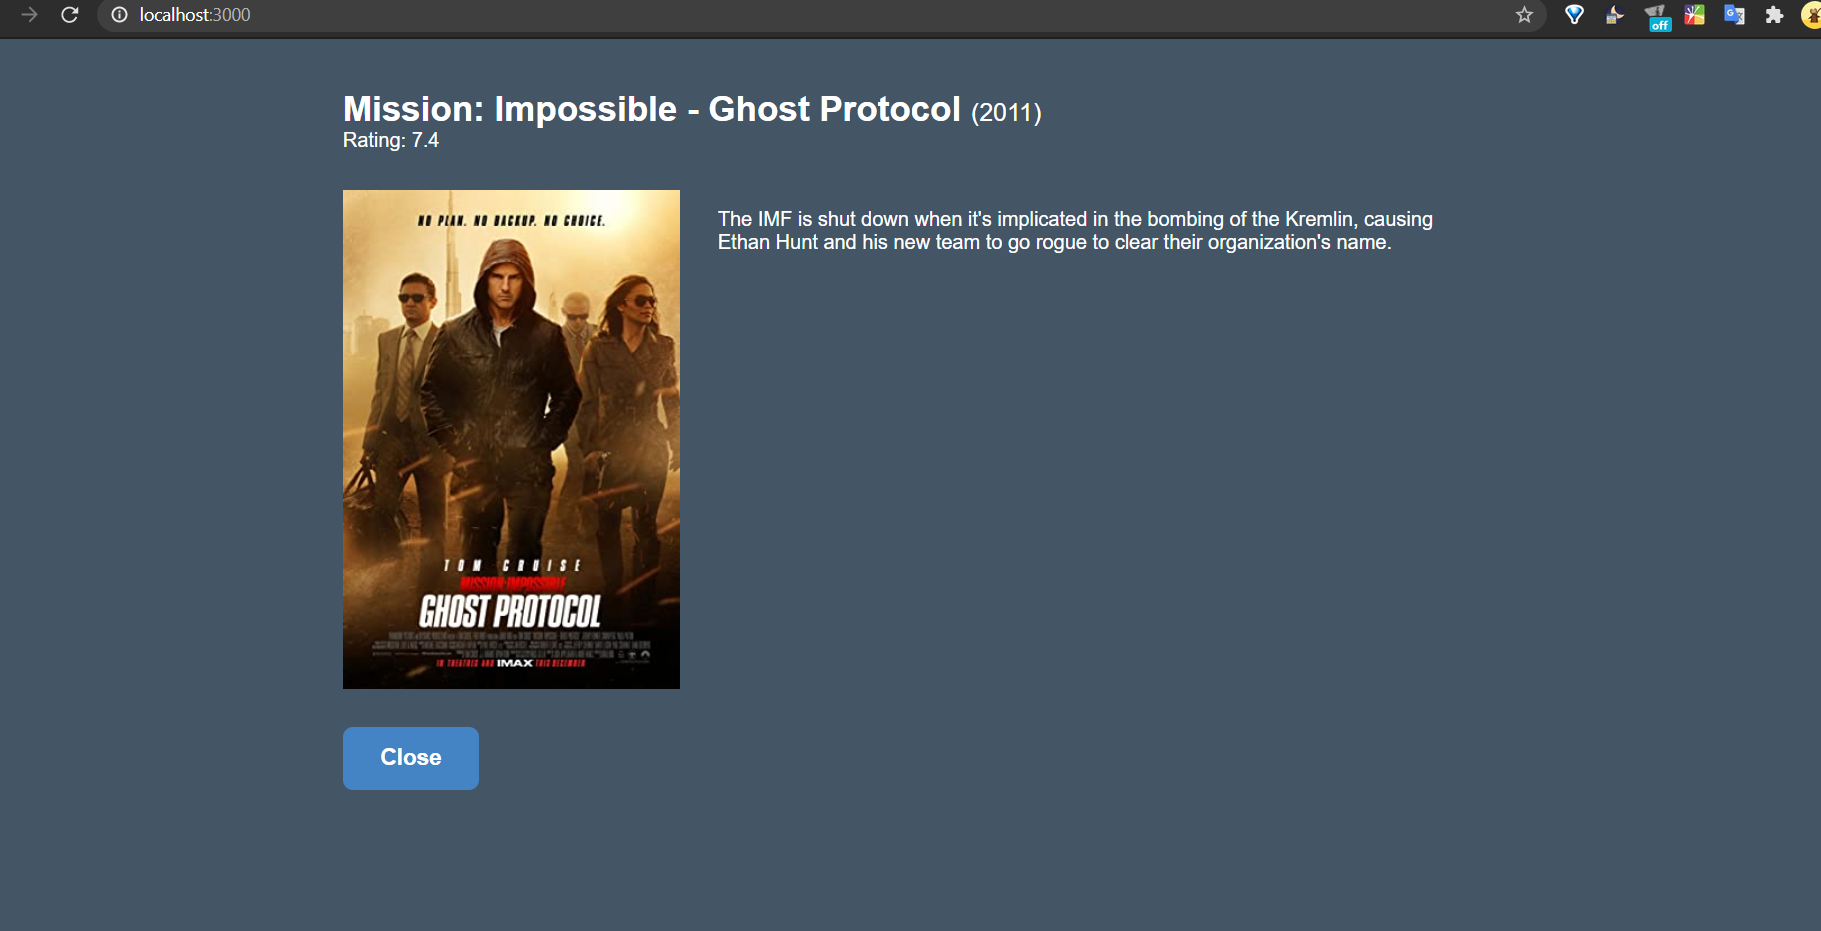 localhost:3000
off
Mission: Impossible - Ghost Protocol (2011)
Rating: 7.4
NO PLAN. NO BACKUP. NO CHOICE.
The IMF is shut down when it's implicated in the bombing of the Kremlin, causing
Ethan Hunt and his new team to go rogue to clear their organization's name.
TOM CRUISE
MISSION: IMPOSSIBLE
GHOST PROTOCOL
IN THEATRES AND IMAX THIS DECEMBER
Close